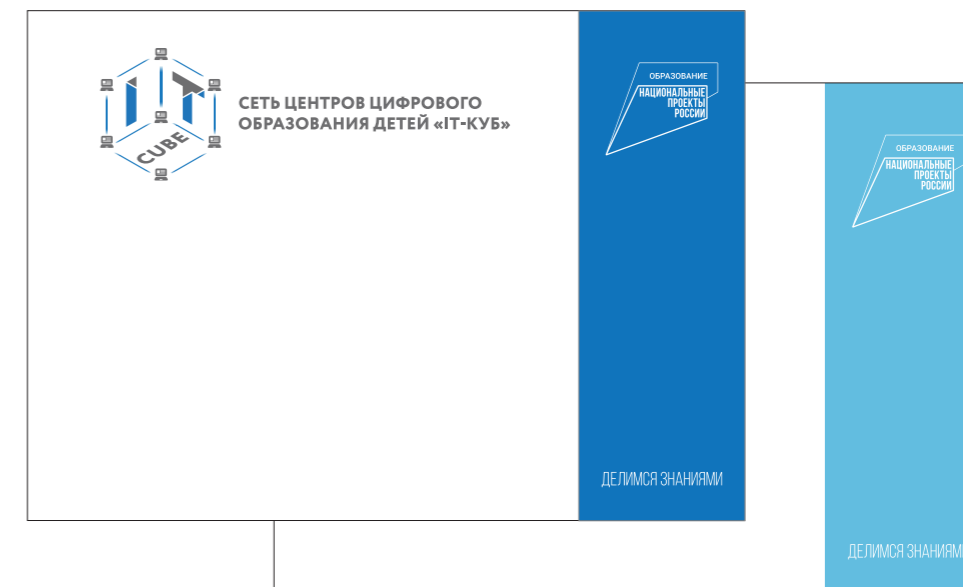 IT
CUBE
СЕТЬ ЦЕНТРОВ ЦИФРОВОГО
ОБРАЗОВАНИЯ ДЕТЕЙ «IT-КУБ»
ОБРАЗОВАНИЕ
НАЦИОНАЛЬНЫЕ
ПРОЕКТЫ
РОССИИ
ДЕЛИМСЯ ЗНАНИЯМИ
ОБРАЗОВАНИЕ
НАЦИОНАЛЬНЫЕ
ПРОЕКТЫ
РОССИИ
ДЕЛИМСЯ ЗНАНИЯМИ